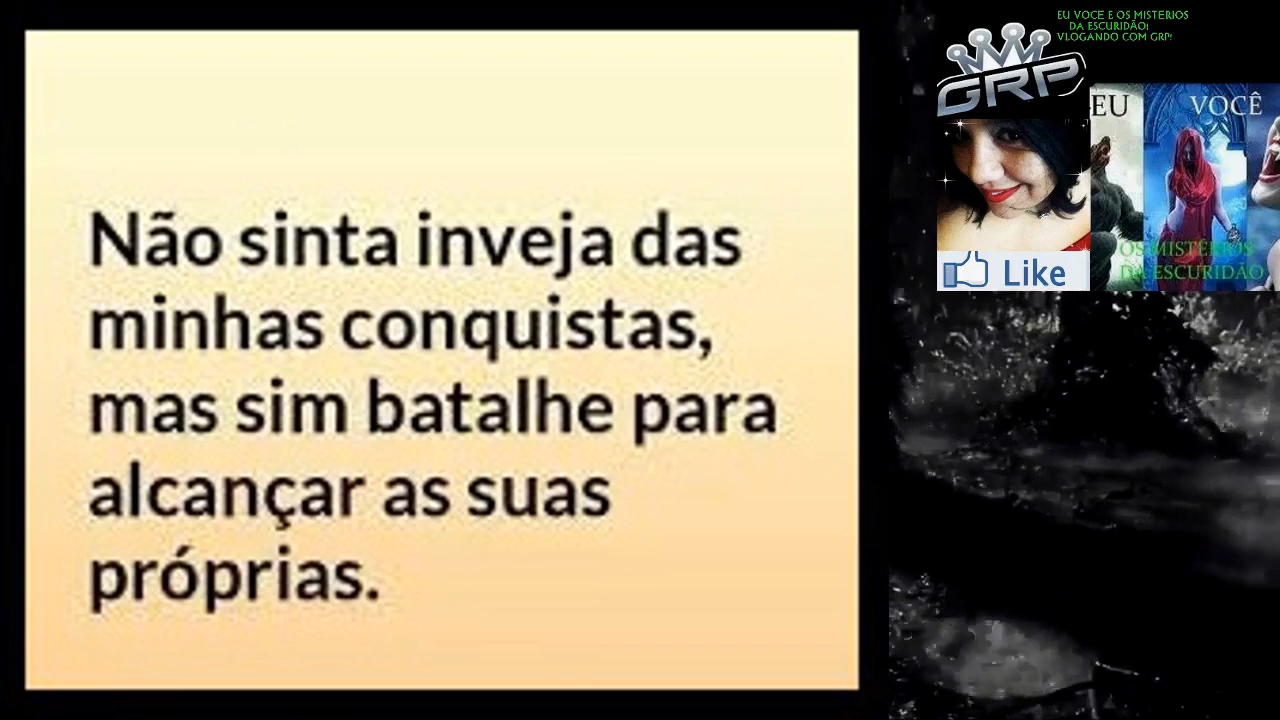 Não sinta inveja das
minhas conquistas,
mas sim batalhe para
alcançar as suas
próprias.
EU VOCE E OS MISTERIOS
DA ESCURIDÃO!
VLOGANDO COM GRP!
GRP
EU
VOCÊ
OS MISTÉRIOS
DA ESCURIDÃO
Like